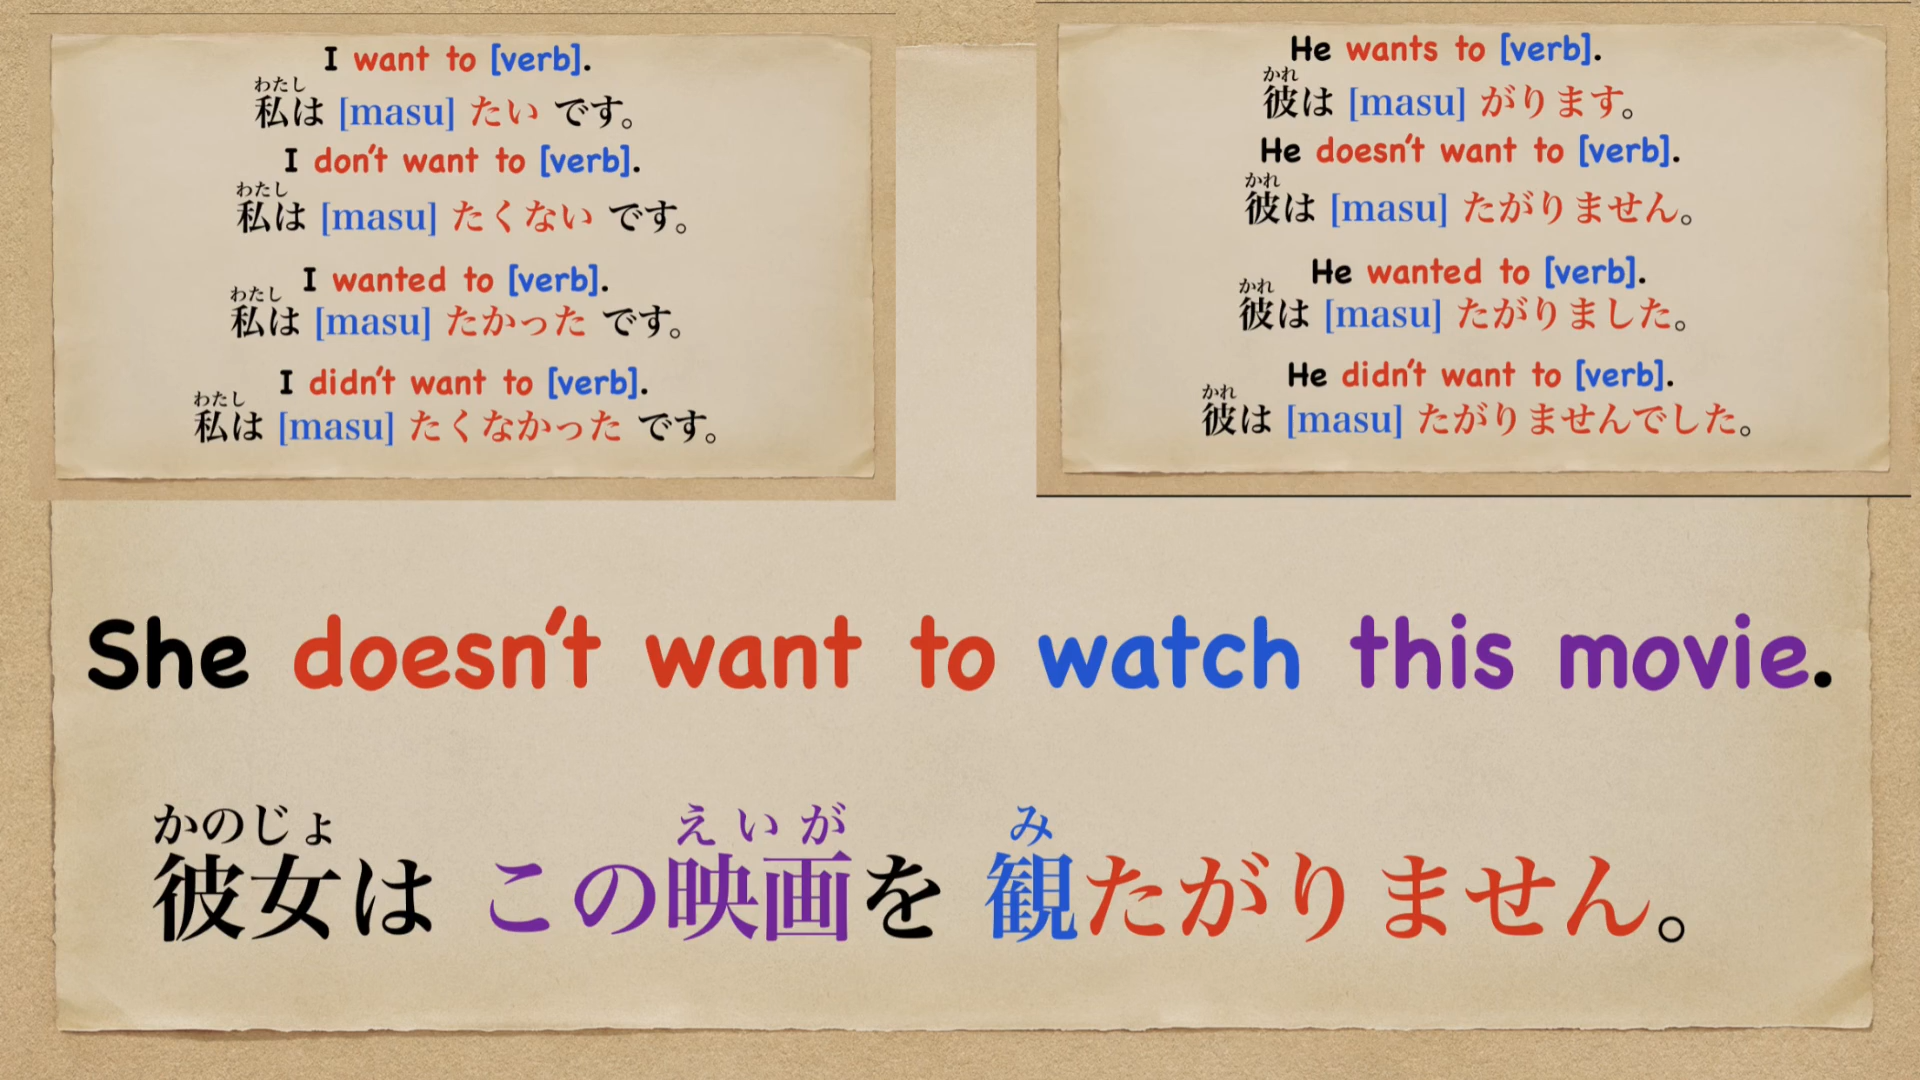 I want to [verb].
わたし
私は [masu] たい です。
I don't want to [verb].
わたし
私は [masu] たくない です。
I wanted to [verb].
わたし
私は [masu] たかった です。
I didn't want to [verb].
わたし
私は [masu] たくなかった です。
He wants to [verb].
かれ
彼は [masu] がります。
He doesn't want to [verb].
かれ
彼は [masu] たがりません。
He wanted to [verb].
かれ
彼は [masu] たがりました。
He didn't want to [verb].
かれ
彼は [masu] たがりませんでした。
She doesn't want to watch this movie.
かのじょ えいが み
彼女は この映画を 観たがりません。